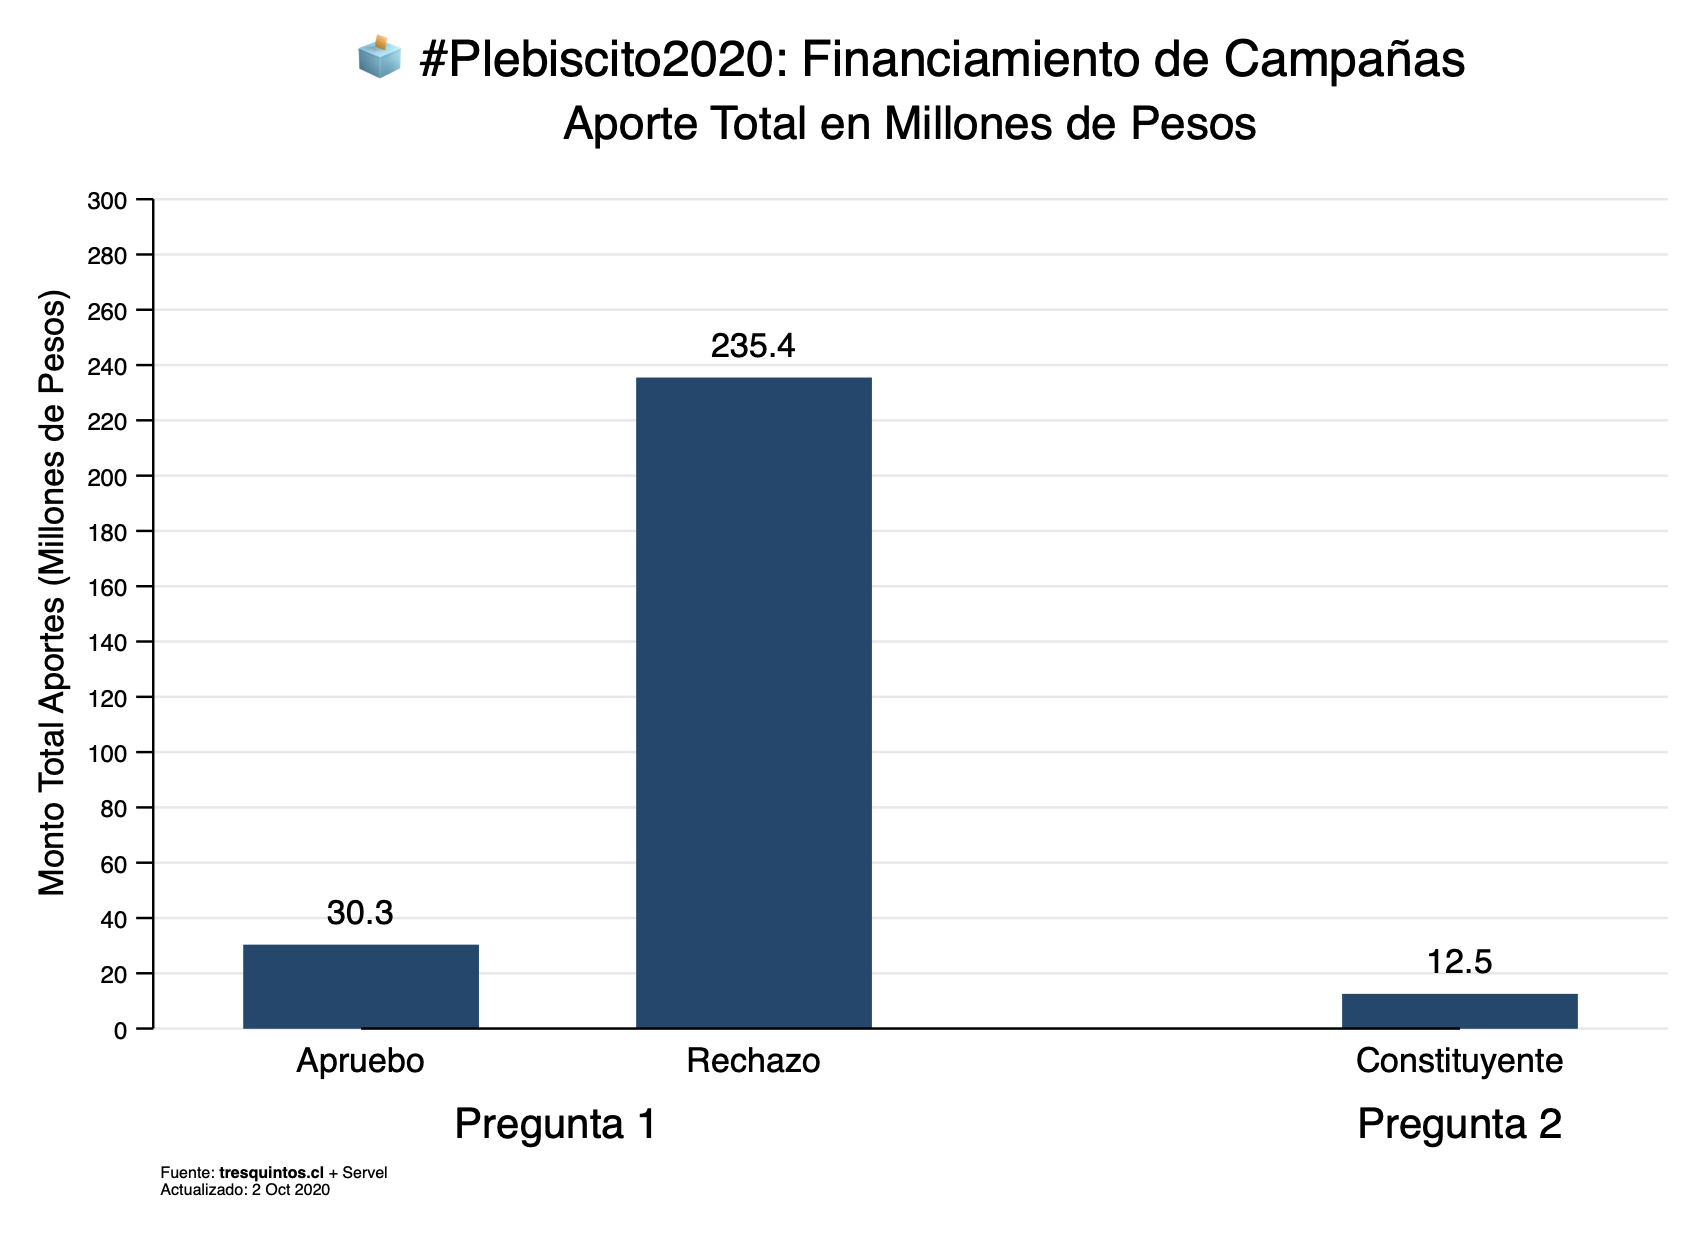 #Plebiscito2020: Financiamiento de Campañas
Aporte Total en Millones de Pesos
Monto Total Aportes (Millones de Pesos)
300
280
260
240
220
200
180
160
140
120
100
80
60
40
20
0
30.3
235.4
12.5
Apruebo
Rechazo
Constituyente
Pregunta 1
Pregunta 2
Fuente: tresquintos.cl + Servel
Actualizado: 2 Oct 2020